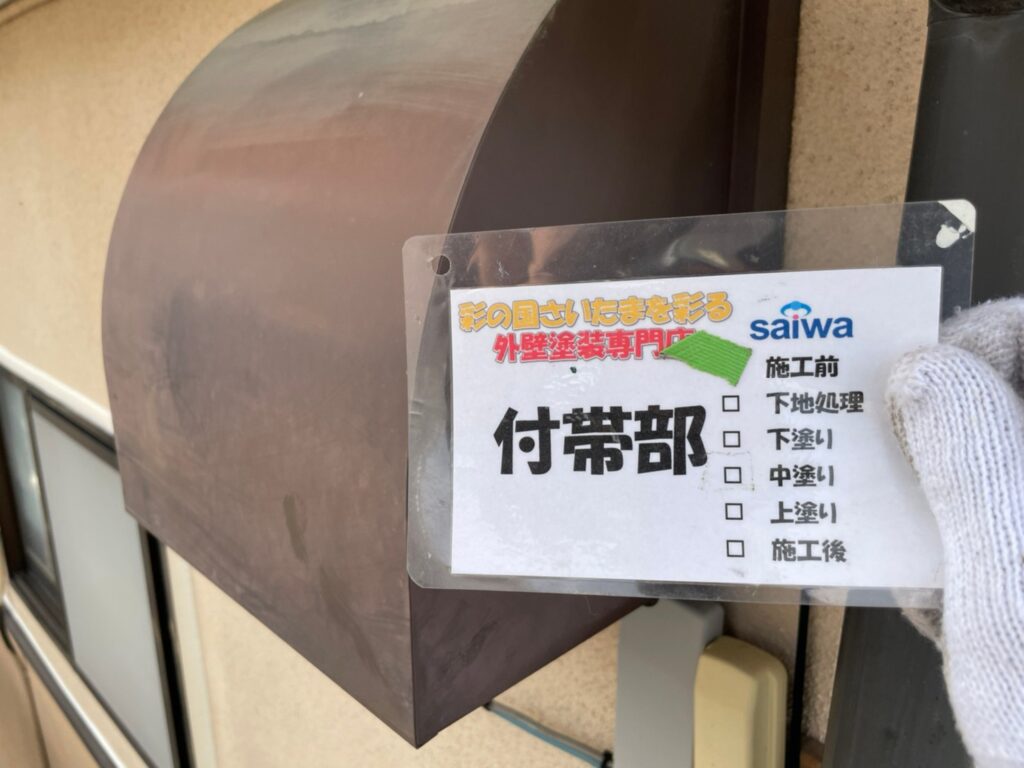 彩の国さいたまを彩る
外壁塗装専門店
付帯部
saiwa
施工前
□ 下地処理
□ 下塗り
□ 中塗り
□ 上塗り
□ 施工後